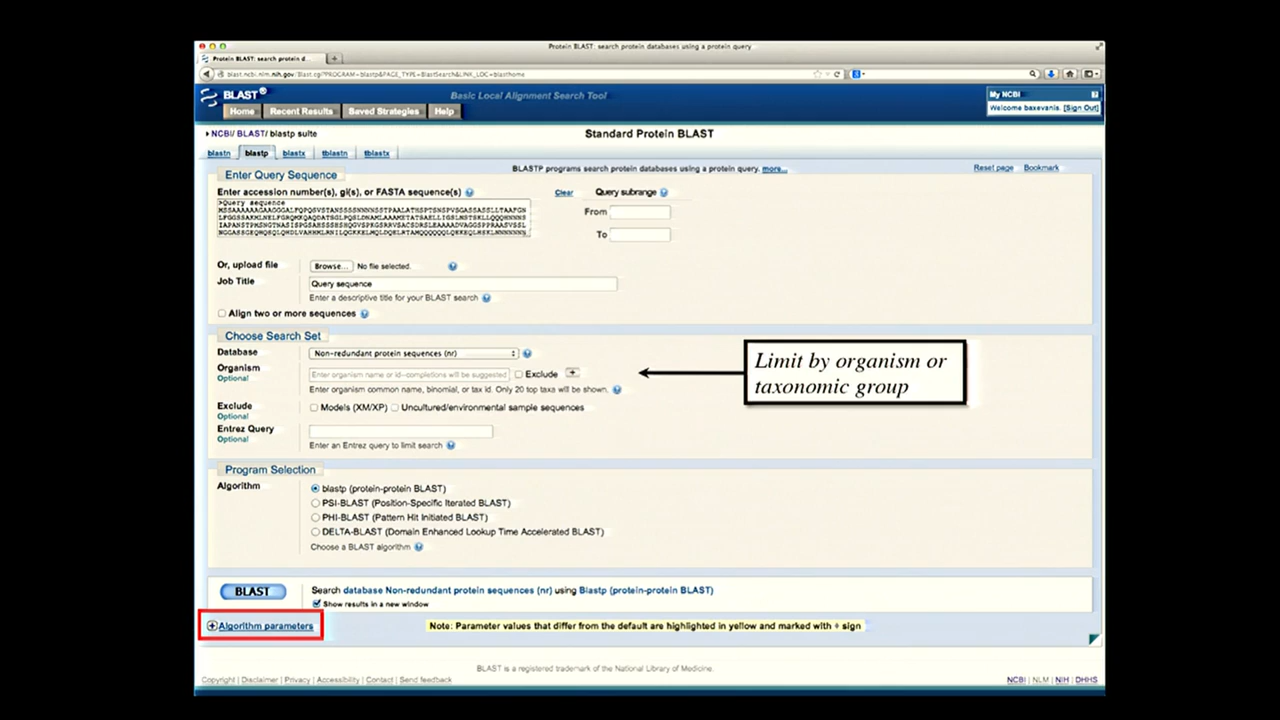 Protein BLAST: search protein databases using a protein query
Protein BLAST: search protein d...
blast.ncbi.nlm.nih.gov/Blast.cgi?PROGRAM=blastp&PAGE_TYPE=BlastSearch&LINK_LOC=blasthome
BLAST®
Basic Local Alignment Search Tool
My NCBI
Welcome baxevanis. [Sign Out]
Home Recent Results Saved Strategies Help
NCBI/ BLAST/ blastp suite
Standard Protein BLAST
blastn blastp blastx tblastn tblastx
BLASTP programs search protein databases using a protein query. more...
Reset page Bookmark
Enter Query Sequence
Enter accession number(s), gi(s), or FASTA sequence(s)
Clear
Query subrange
>Query sequence
From
To
Or, upload file
Browse... No file selected.
Job Title
Query sequence
Enter a descriptive title for your BLAST search
Align two or more sequences
Choose Search Set
Database
Non-redundant protein sequences (nr)
Organism
Optional
Enter organism name or id--completions will be suggested
Exclude
Enter organism common name, binomial, or tax id. Only 20 top taxa will be shown.
Limit by organism or
taxonomic group
Exclude
Optional
Models (XM/XP) Uncultured/environmental sample sequences
Entrez Query
Optional
Enter an Entrez query to limit search
Program Selection
Algorithm
blastp (protein-protein BLAST)
PSI-BLAST (Position-Specific Iterated BLAST)
PHI-BLAST (Pattern Hit Initiated BLAST)
DELTA-BLAST (Domain Enhanced Lookup Time Accelerated BLAST)
Choose a BLAST algorithm
BLAST
Search database Non-redundant protein sequences (nr) using Blastp (protein-protein BLAST)
Show results in a new window
Algorithm parameters
Note: Parameter values that differ from the default are highlighted in yellow and marked with ♦ sign
BLAST is a registered trademark of the National Library of Medicine.
Copyright | Disclaimer | Privacy | Accessibility | Contact | Send feedback
NCBI | NLM | NIH | DHHS